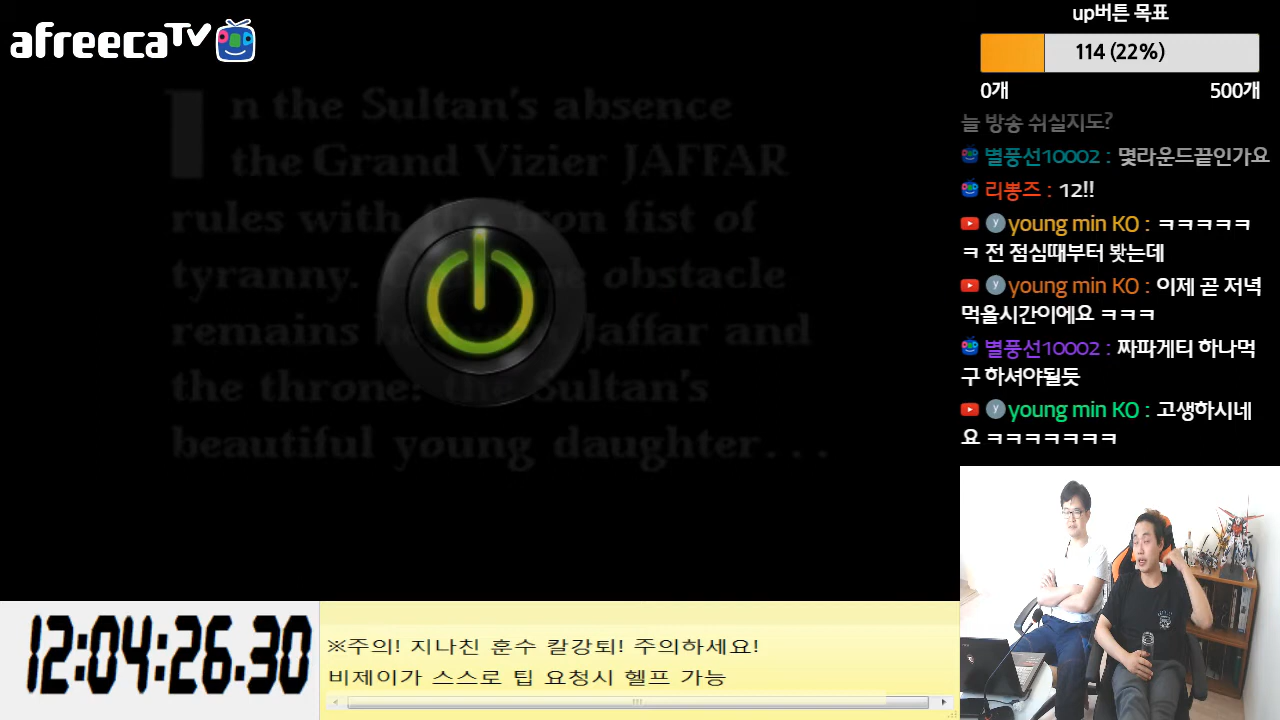 afreecaTV
In the Sultan's absence
the Grand Vizier JAFFAR
rules with the iron fist of
tyranny. obstacle
remains Jaffar and
the throne: the Sultan's
beautiful young daughter...
up버튼 목표
114 (22%)
0개 500개
늘 방송 쉬실지도?
별풍선10002 : 몇라운드끝인가요
리뽕즈 : 12!!
young min KO : ㅋㅋㅋㅋㅋ
ㅋ 전 점심때부터 봤는데
young min KO : 이제 곧 저녁
먹을시간이에요 ㅋㅋㅋ
별풍선10002 : 짜파게티 하나먹
구 하셔야될듯
young min KO : 고생하시네
요 ㅋㅋㅋㅋㅋㅋㅋ
12:04:26.30
※주의! 지나친 훈수 칼강퇴! 주의하세요!
비제이가 스스로 팁 요청시 헬프 가능